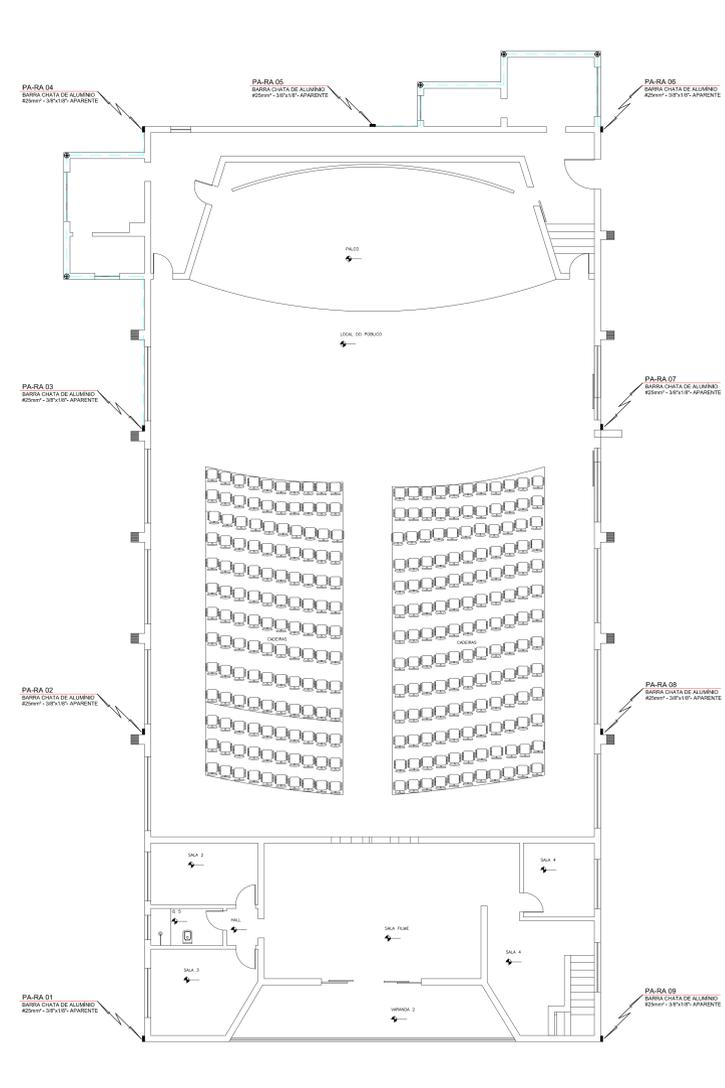 PA-RA 04
BARRA CHATA DE ALUMÍNIO
#25mm² - 3/8"x1/8"- APARENTE
PA-RA 05
BARRA CHATA DE ALUMÍNIO
#25mm² - 3/8"x1/8"- APARENTE
PA-RA 06
BARRA CHATA DE ALUMÍNIO
#25mm² - 3/8"x1/8"- APARENTE
PALCO
LOCAL DO PÚBLICO
PA-RA 03
BARRA CHATA DE ALUMÍNIO
#25mm² - 3/8"x1/8"- APARENTE
PA-RA 07
BARRA CHATA DE ALUMÍNIO
#25mm² - 3/8"x1/8"- APARENTE
CADEIRAS
CADEIRAS
PA-RA 02
BARRA CHATA DE ALUMÍNIO
#25mm² - 3/8"x1/8"- APARENTE
PA-RA 08
BARRA CHATA DE ALUMÍNIO
#25mm² - 3/8"x1/8"- APARENTE
SALA 2
SALA 4
HALL
SALA FILME
SALA 4
SALA 3
PA-RA 01
BARRA CHATA DE ALUMÍNIO
#25mm² - 3/8"x1/8"- APARENTE
VARANDA 2
PA-RA 09
BARRA CHATA DE ALUMÍNIO
#25mm² - 3/8"x1/8"- APARENTE